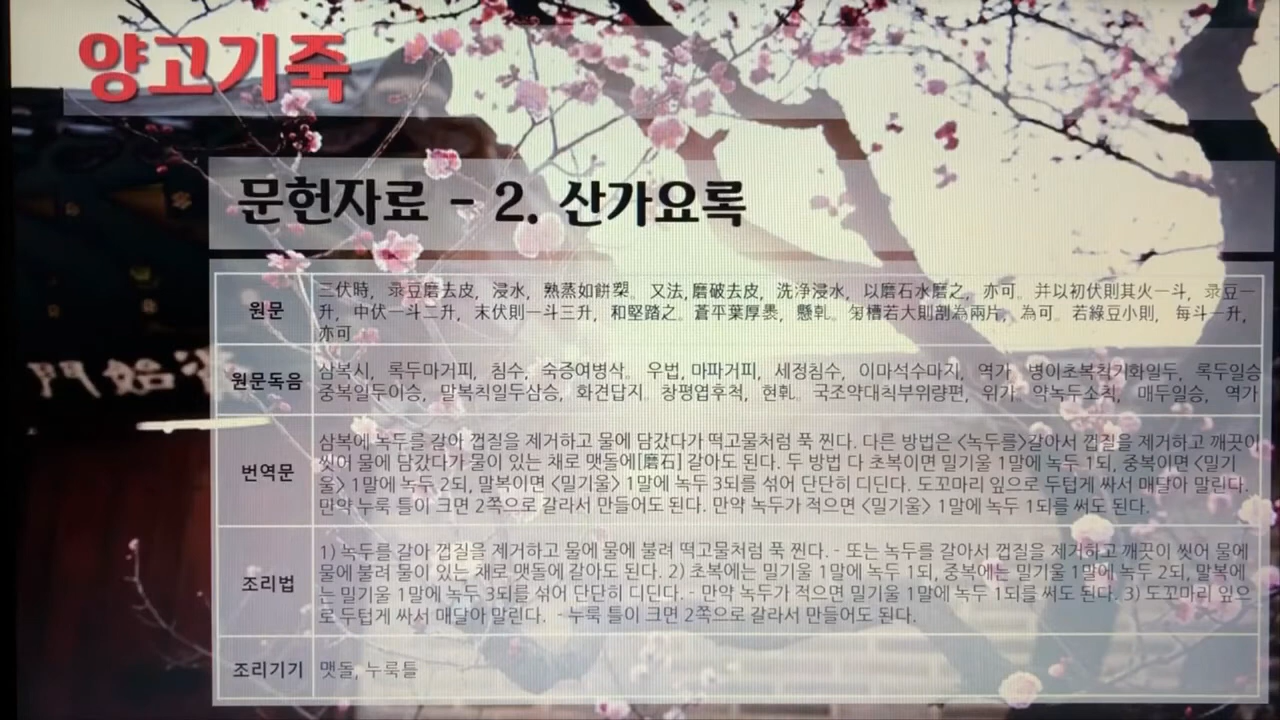 양고기죽
문헌자료 - 2. 산가요록
원문
三伏時, 彔豆磨去皮, 浸水, 熟蒸如餠槊. 又法, 磨破去皮, 洗浄浸水, 以磨石水磨之, 亦可. 并以初伏則其火一斗, 彔豆一
升, 中伏一斗二升, 末伏則一斗三升, 和堅踏之. 蒼平葉厚褁, 懸乹. 匊槽若大則剖為兩片, 為可. 若綠豆小則, 每斗一升,
亦可
원문독음
삼복시, 록두마거피, 침수, 숙증여병삭. 우법, 마파거피, 세정침수, 이마석수마지, 역가. 병이초복칙기화일두, 록두일승
중복일두이승, 말복칙일두삼승, 화견답지. 창평엽후척, 현휘. 국조약대칙부위량편, 위가. 약녹두소칙, 매두일승, 역가
번역문
삼복에 녹두를 갈아 껍질을 제거하고 물에 담갔다가 떡고물처럼 푹 찐다. 다른 방법은 <녹두를>갈아서 껍질을 제거하고 깨끗이
씻어 물에 담갔다가 물이 있는 채로 맷돌에[磨石] 갈아도 된다. 두 방법 다 초복이면 밀기울 1말에 녹두 1되, 중복이면 <밀기
울> 1말에 녹두 2되, 말복이면 <밀기울> 1말에 녹두 3되를 섞어 단단히 디딘다. 도꼬마리 잎으로 두텁게 싸서 매달아 말린다.
만약 누룩 틀이 크면 2쪽으로 갈라서 만들어도 된다. 만약 녹두가 적으면 <밀기울> 1말에 녹두 1되를 써도 된다.
조리법
1) 녹두를 갈아 껍질을 제거하고 물에 물에 불려 떡고물처럼 푹 찐다. - 또는 녹두를 갈아서 껍질을 제거하고 깨끗이 씻어 물에
물에 불려 물이 있는 채로 맷돌에 갈아도 된다. 2) 초복에는 밀기울 1말에 녹두 1되, 중복에는 밀기울 1말에 녹두 2되, 말복에
는 밀기울 1말에 녹두 3되를 섞어 단단히 디딘다. - 만약 녹두가 적으면 밀기울 1말에 녹두 1되를 써도 된다. 3) 도꼬마리 잎으
로 두텁게 싸서 매달아 말린다. - 누룩 틀이 크면 2쪽으로 갈라서 만들어도 된다.
조리기기
맷돌, 누룩틀